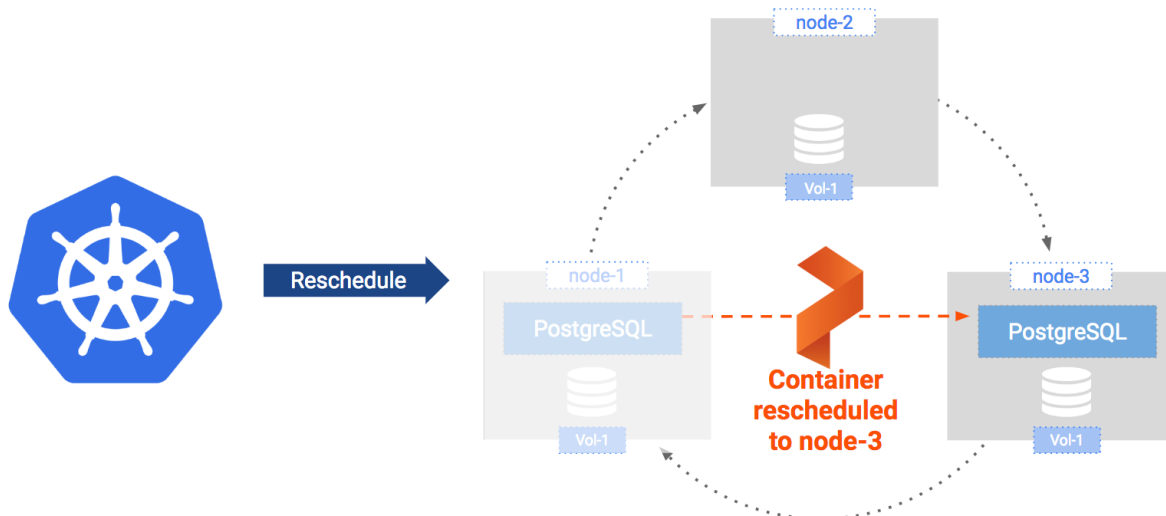 node-2
Vol-1
Reschedule
node-1
PostgreSQL
Vol-1
Container
rescheduled
to node-3
node-3
PostgreSQL
Vol-1